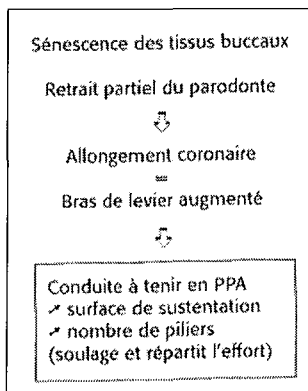 Sénescence des tissus buccaux
Retrait partiel du parodonte
⇩
Allongement coronaire
=
Bras de levier augmenté
⇩
Conduite à tenir en PPA
↗ surface de sustentation
↗ nombre de piliers
(soulage et répartit l'effort)